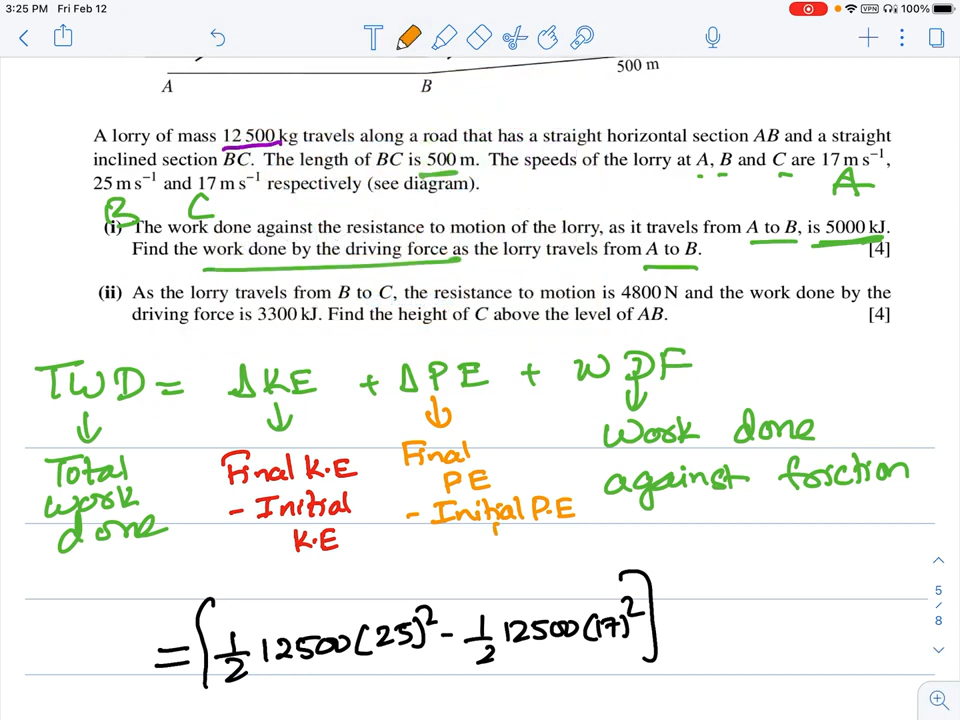 3:25 PM Fri Feb 12
VPN 100%
T
A B 500 m
A lorry of mass 12 500 kg travels along a road that has a straight horizontal section AB and a straight
inclined section BC. The length of BC is 500 m. The speeds of the lorry at A, B and C are 17 m s⁻¹,
25 m s⁻¹ and 17 m s⁻¹ respectively (see diagram).
A
B C
(i) The work done against the resistance to motion of the lorry, as it travels from A to B, is 5000 kJ.
Find the work done by the driving force as the lorry travels from A to B. [4]
(ii) As the lorry travels from B to C, the resistance to motion is 4800 N and the work done by the
driving force is 3300 kJ. Find the height of C above the level of AB. [4]
TWD = ΔKE + ΔPE + WDF
Total work done
Final K.E - Initial K.E
Final PE - Initial P.E
Work done against friction
= [½ 12500(25)² - ½ 12500(17)²]
5 / 8